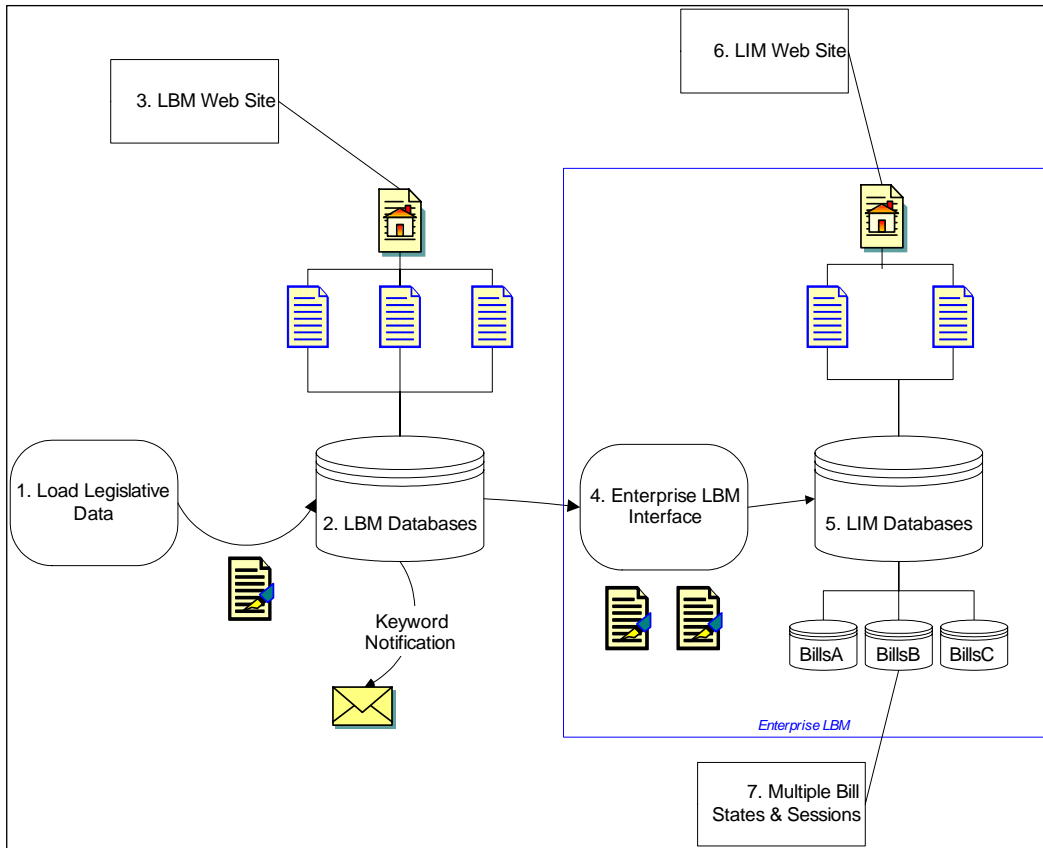 6. LIM Web Site
3. LBM Web Site
1. Load Legislative
Data
2. LBM Databases
4. Enterprise LBM
Interface
5. LIM Databases
Keyword
Notification
BillsA
BillsB
BillsC
Enterprise LBM
7. Multiple Bill
States & Sessions